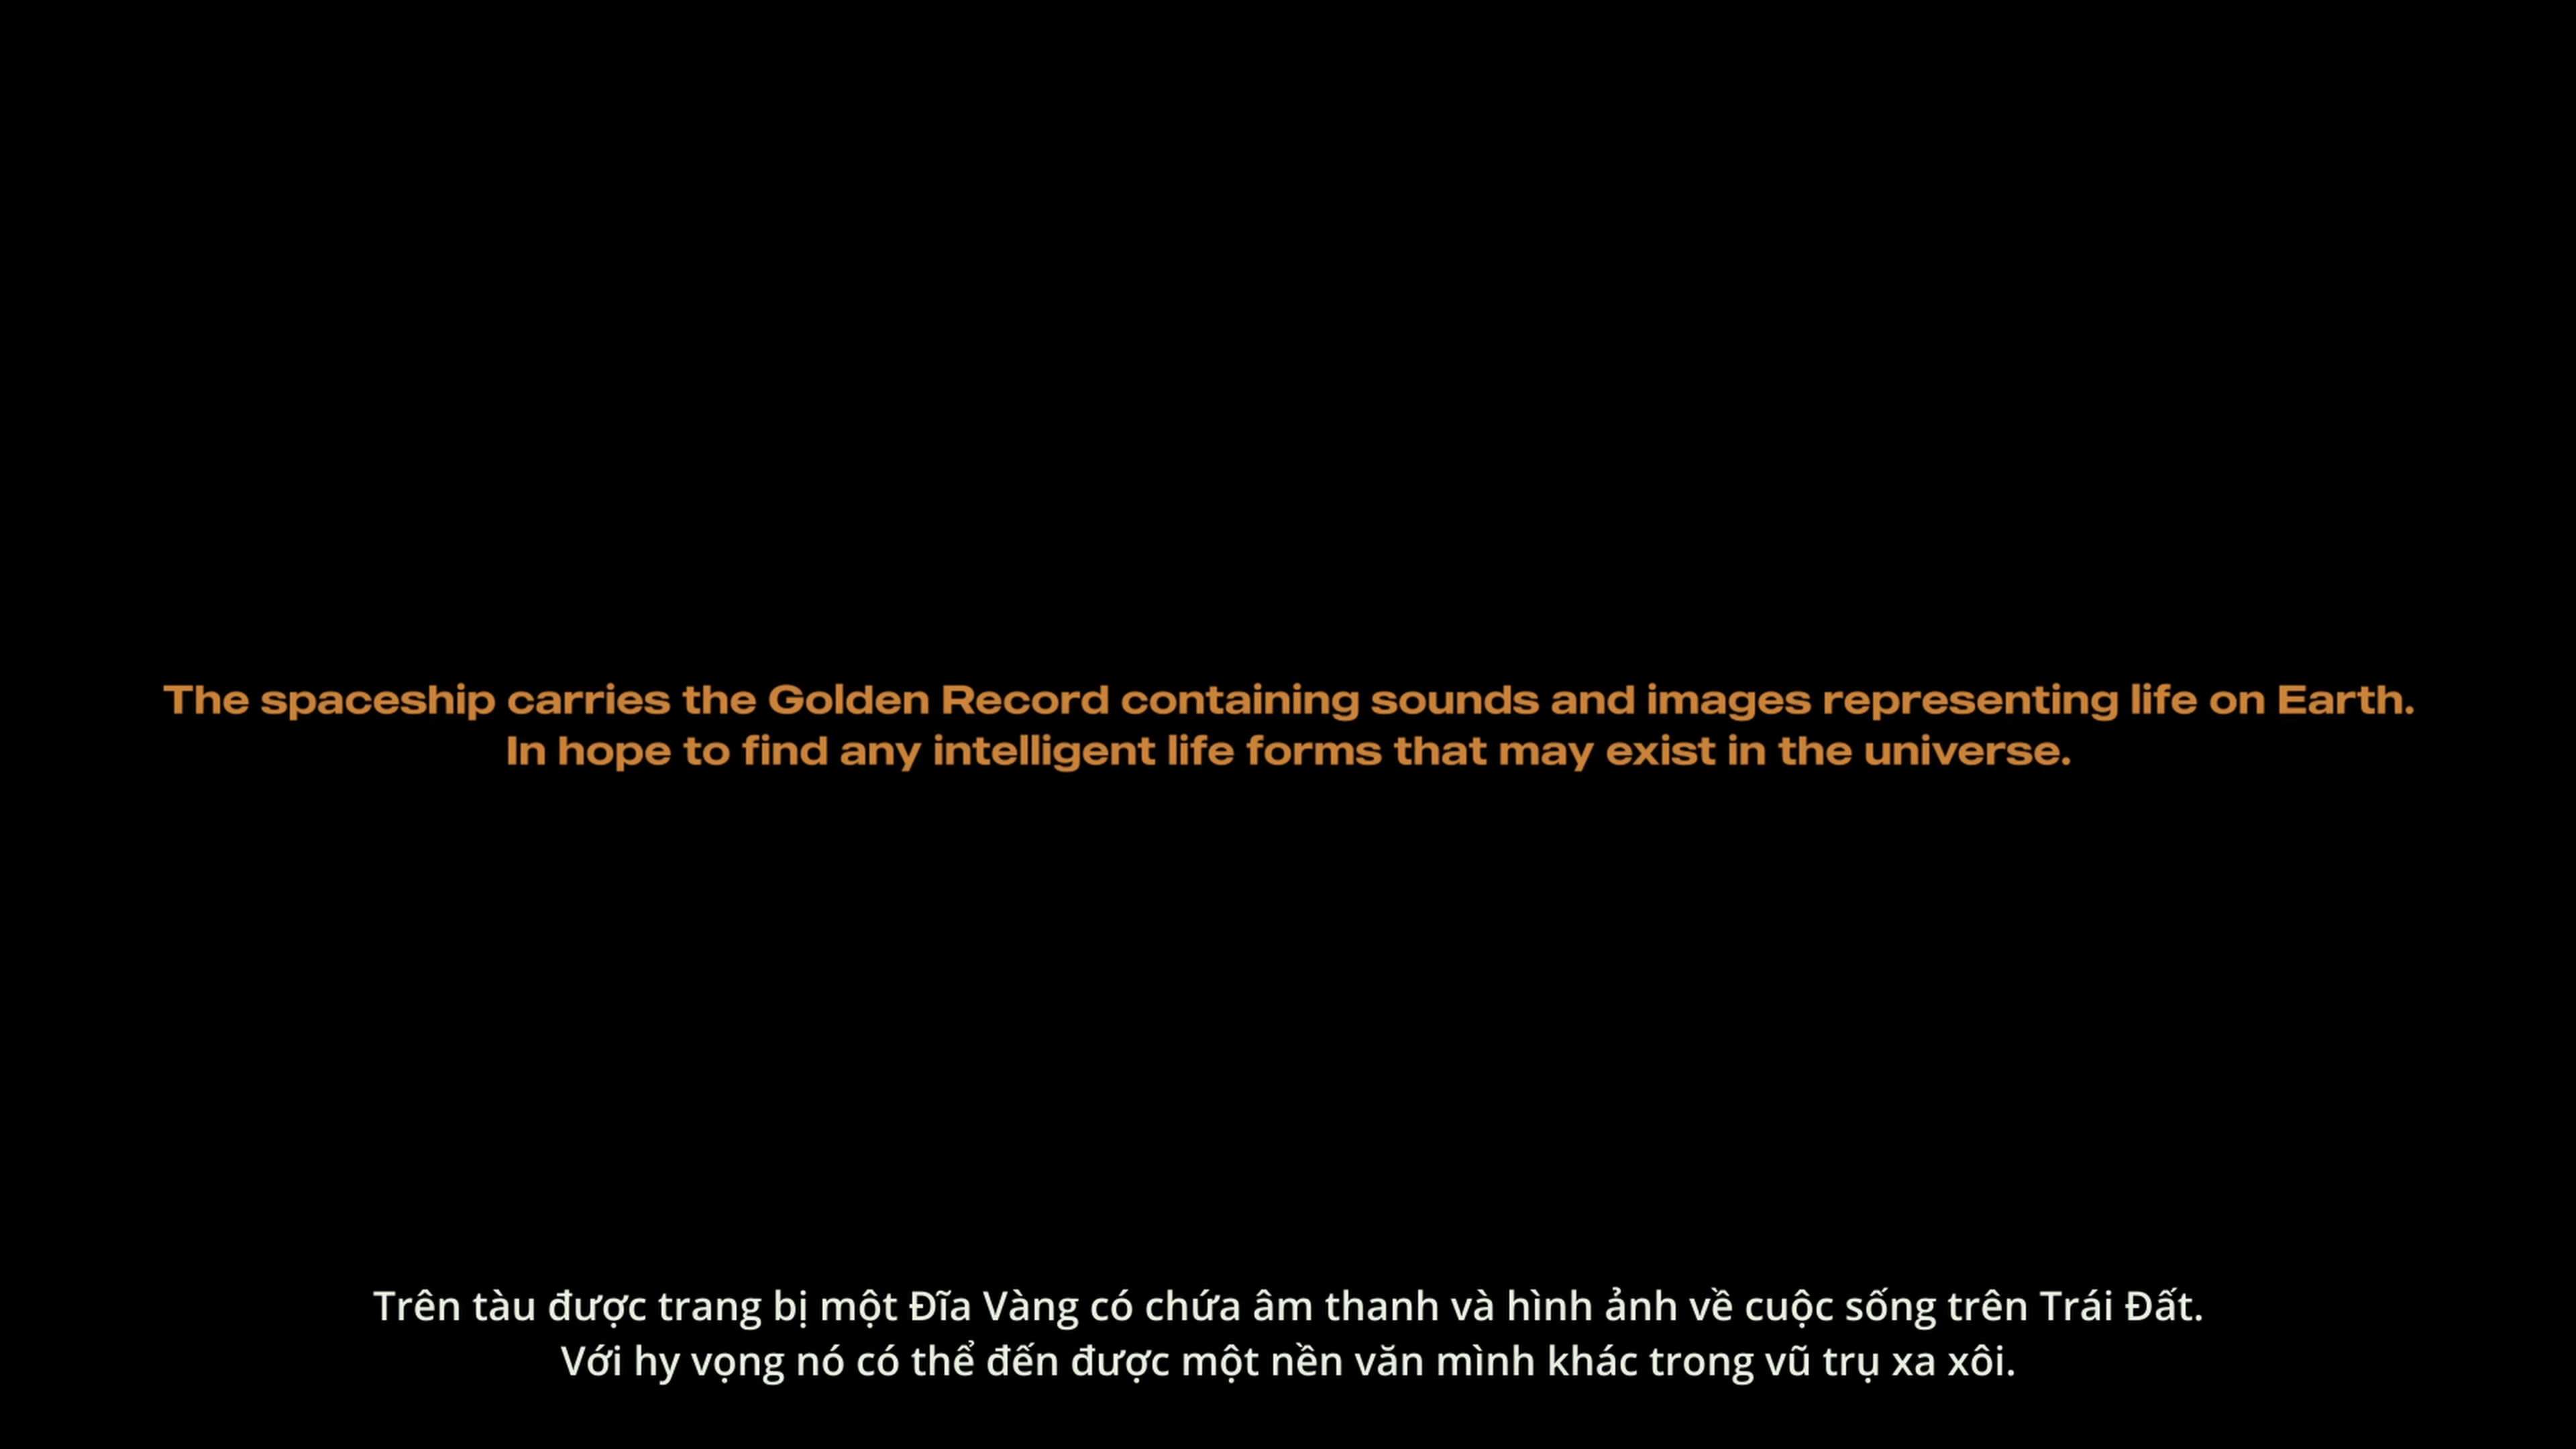 The spaceship carries the Golden Record containing sounds and images representing life on Earth.
In hope to find any intelligent life forms that may exist in the universe.
Trên tàu được trang bị một Đĩa Vàng có chứa âm thanh và hình ảnh về cuộc sống trên Trái Đất.
Với hy vọng nó có thể đến được một nền văn mình khác trong vũ trụ xa xôi.